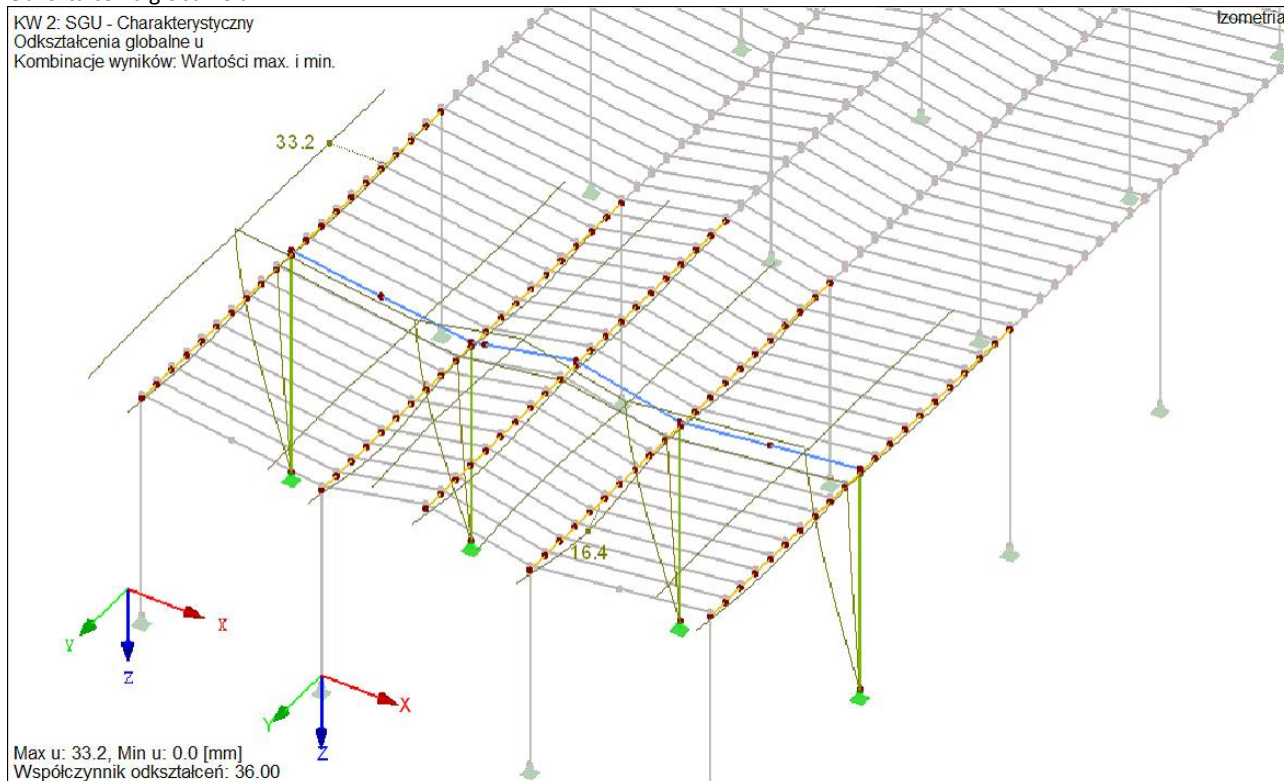 KW 2: SGU - Charakterystyczny
Izometria
Odkształcenia globalne u
Kombinacje wyników: Wartości max. i min.
33.2
16.4
X
Y
Z
X
Y
Z
Max u: 33.2, Min u: 0.0 [mm]
Współczynnik odkształceń: 36.00